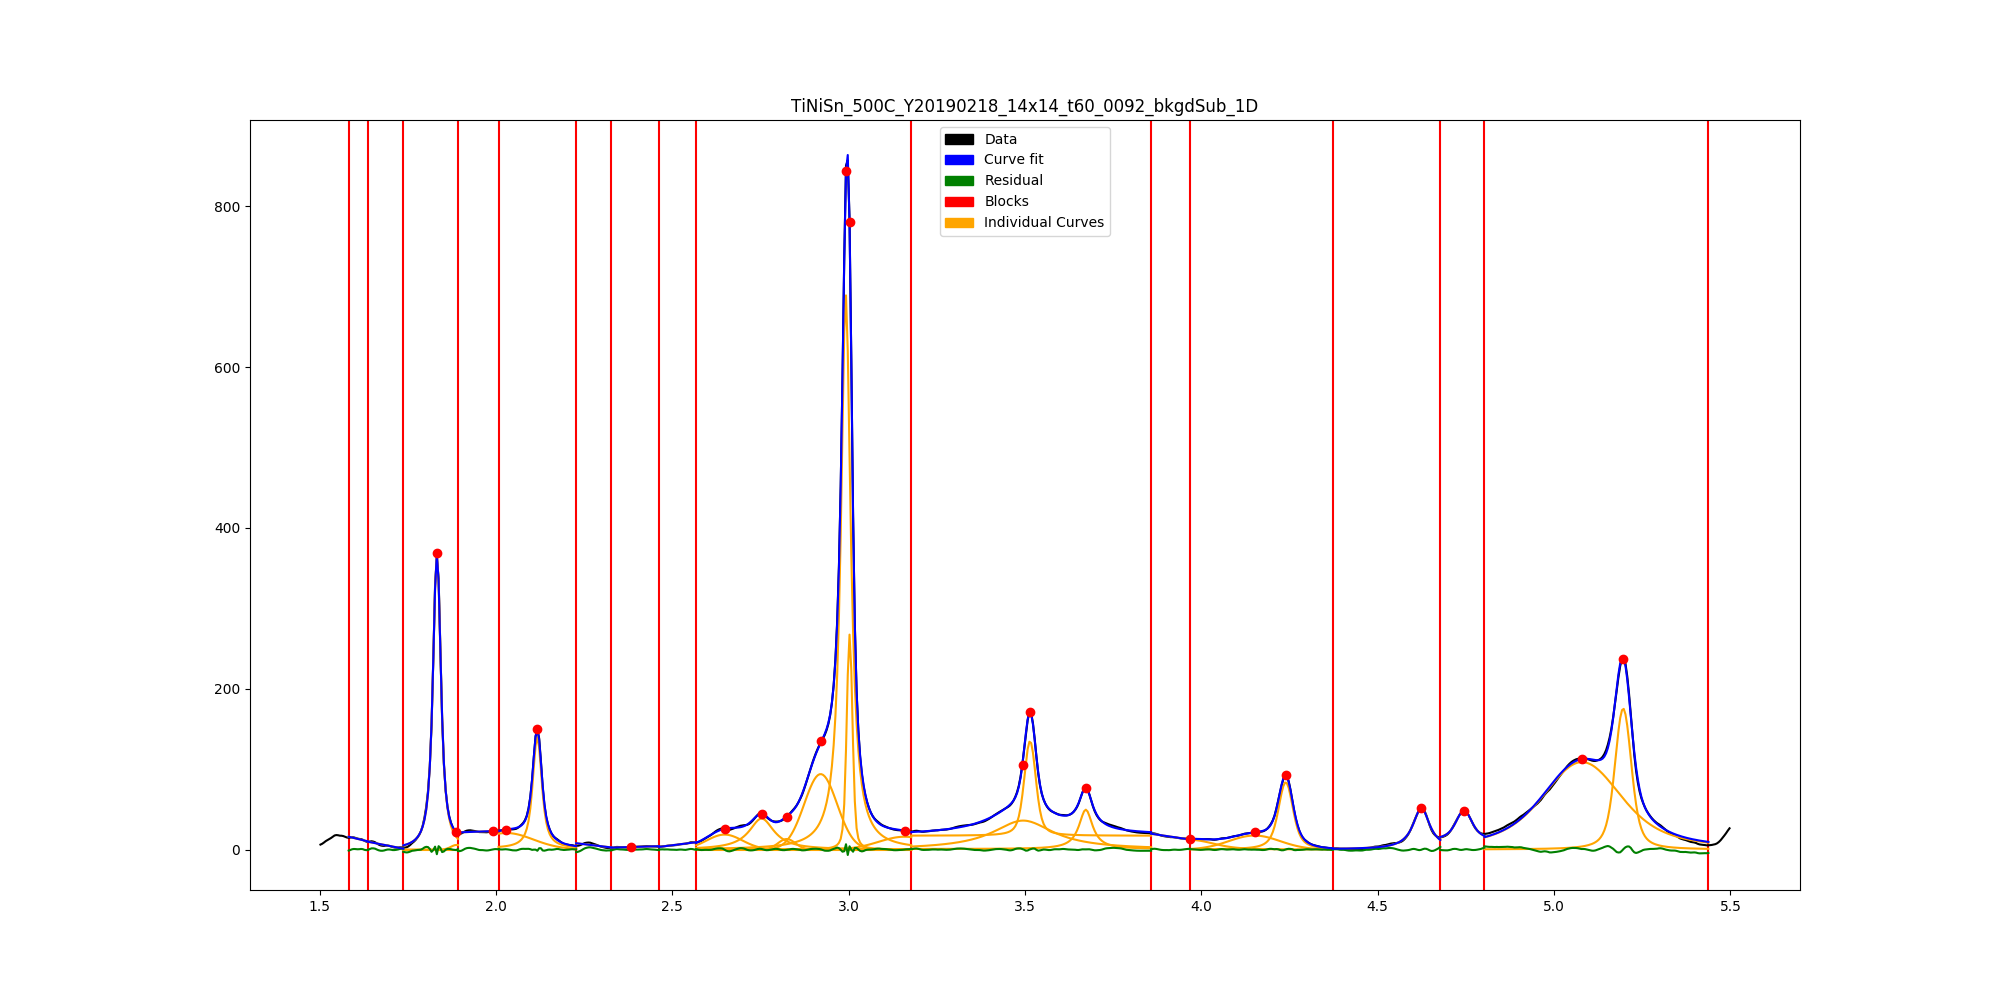 TiNiSn_500C_Y20190218_14x14_t60_0092_bkgdSub_1D
Data
Curve fit
Residual
Blocks
Individual Curves
800
600
400
200
0
1.5 2.0 2.5 3.0 3.5 4.0 4.5 5.0 5.5